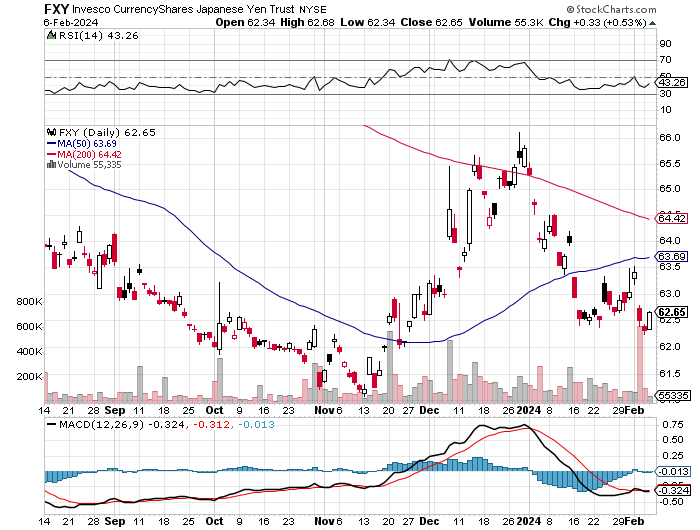 FXY Invesco CurrencyShares Japanese Yen Trust NYSE
© StockCharts.com
6-Feb-2024
Open 62.34 High 62.68 Low 62.34 Close 62.65 Volume 55.3K Chg +0.33 (+0.53%)
RSI(14) 43.26
90
70
50
43.26
30
10
FXY (Daily) 62.65
MA(50) 63.69
MA(200) 64.42
Volume 55,335
66.0
65.5
65.0
64.5
64.42
64.0
63.69
63.5
63.0
62.65
62.5
62.0
61.5
55335
800K
600K
400K
200K
14 21 28 Sep 11 18 25 Oct 9 16 23 Nov 6 13 20 27 Dec 11 18 26 2024 8 16 22 29 Feb
MACD(12,26,9) -0.324, -0.312, -0.013
0.75
0.50
0.25
-0.013
-0.324
-0.50
14 21 28 Sep 11 18 25 Oct 9 16 23 Nov 6 13 20 27 Dec 11 18 26 2024 8 16 22 29 Feb